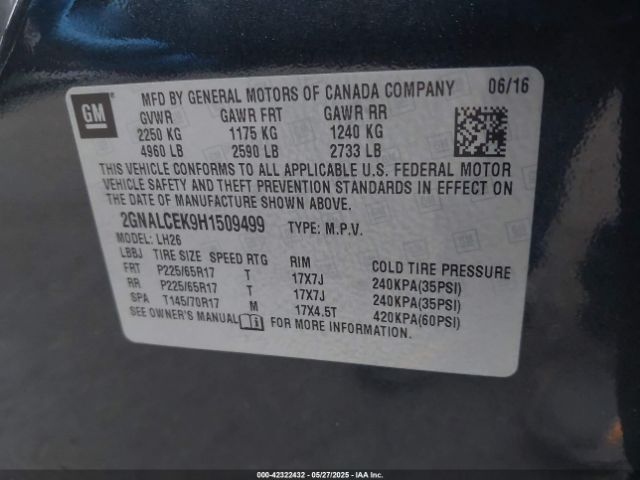 GM
MFD BY GENERAL MOTORS OF CANADA COMPANY 06/16
GVWR GAWR FRT GAWR RR
2250 KG 1175 KG 1240 KG
4960 LB 2590 LB 2733 LB
THIS VEHICLE CONFORMS TO ALL APPLICABLE U.S. FEDERAL MOTOR
VEHICLE SAFETY AND THEFT PREVENTION STANDARDS IN EFFECT ON
THE DATE OF MANUFACTURE SHOWN ABOVE.
2GNALCEK9H1509499 TYPE: M.P.V.
MODEL: LH26
LBBJ TIRE SIZE SPEED RTG RIM COLD TIRE PRESSURE
FRT P225/65R17 T 17X7J 240KPA(35PSI)
RR P225/65R17 T 17X7J 240KPA(35PSI)
SPA T145/70R17 M 17X4.5T 420KPA(60PSI)
SEE OWNER'S MANUAL FOR MORE INFORMATION.
000-42322432 - 05/27/2025 - IAA Inc.